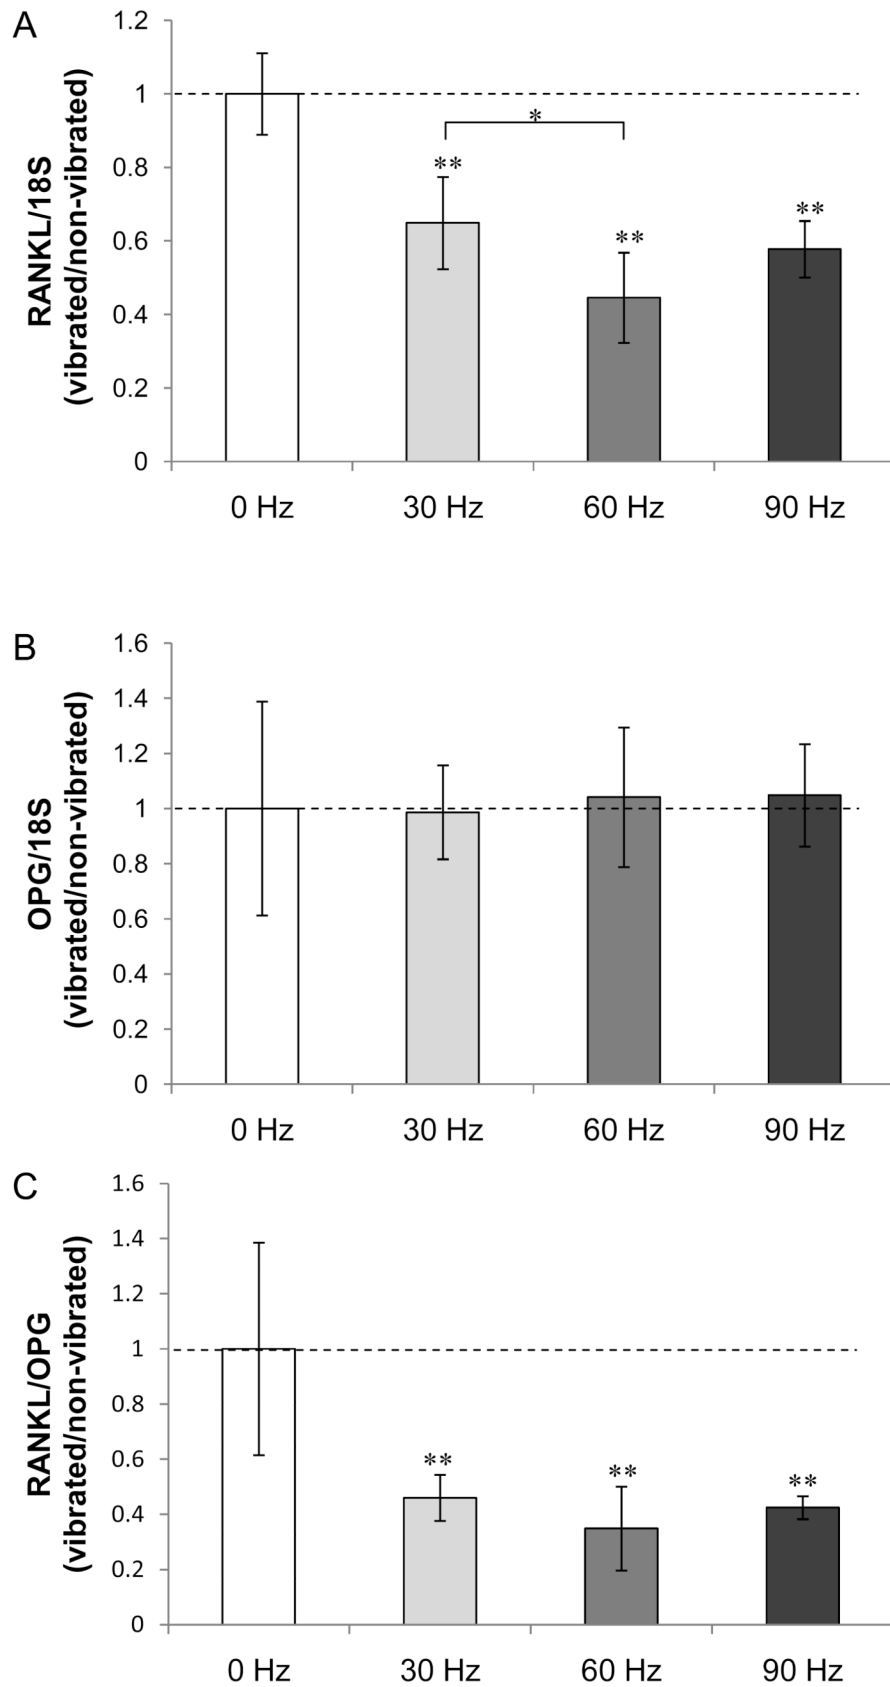 A
RANKL/18S
(vibrated/non-vibrated)
1.2
1
0.8
0.6
0.4
0.2
0
*
**
**
**
0 Hz 30 Hz 60 Hz 90 Hz
B
OPG/18S
(vibrated/non-vibrated)
1.6
1.4
1.2
1
0.8
0.6
0.4
0.2
0
0 Hz 30 Hz 60 Hz 90 Hz
C
RANKL/OPG
(vibrated/non-vibrated)
1.6
1.4
1.2
1
0.8
0.6
0.4
0.2
0
** ** **
0 Hz 30 Hz 60 Hz 90 Hz